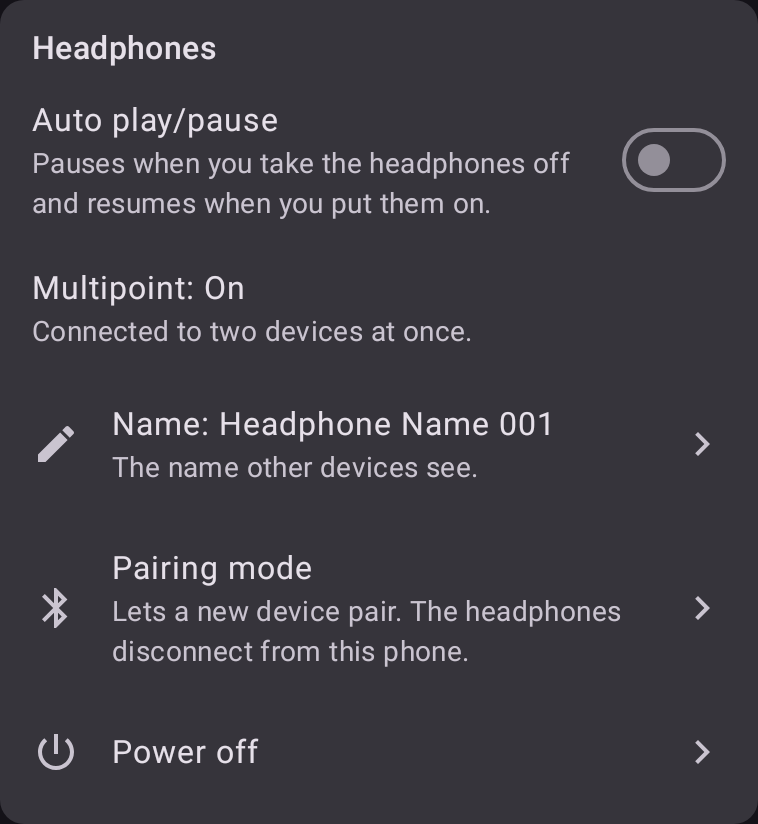 Headphones
Auto play/pause
Pauses when you take the headphones off
and resumes when you put them on.
Multipoint: On
Connected to two devices at once.
Name: Headphone Name 001
The name other devices see.
Pairing mode
Lets a new device pair. The headphones
disconnect from this phone.
Power off